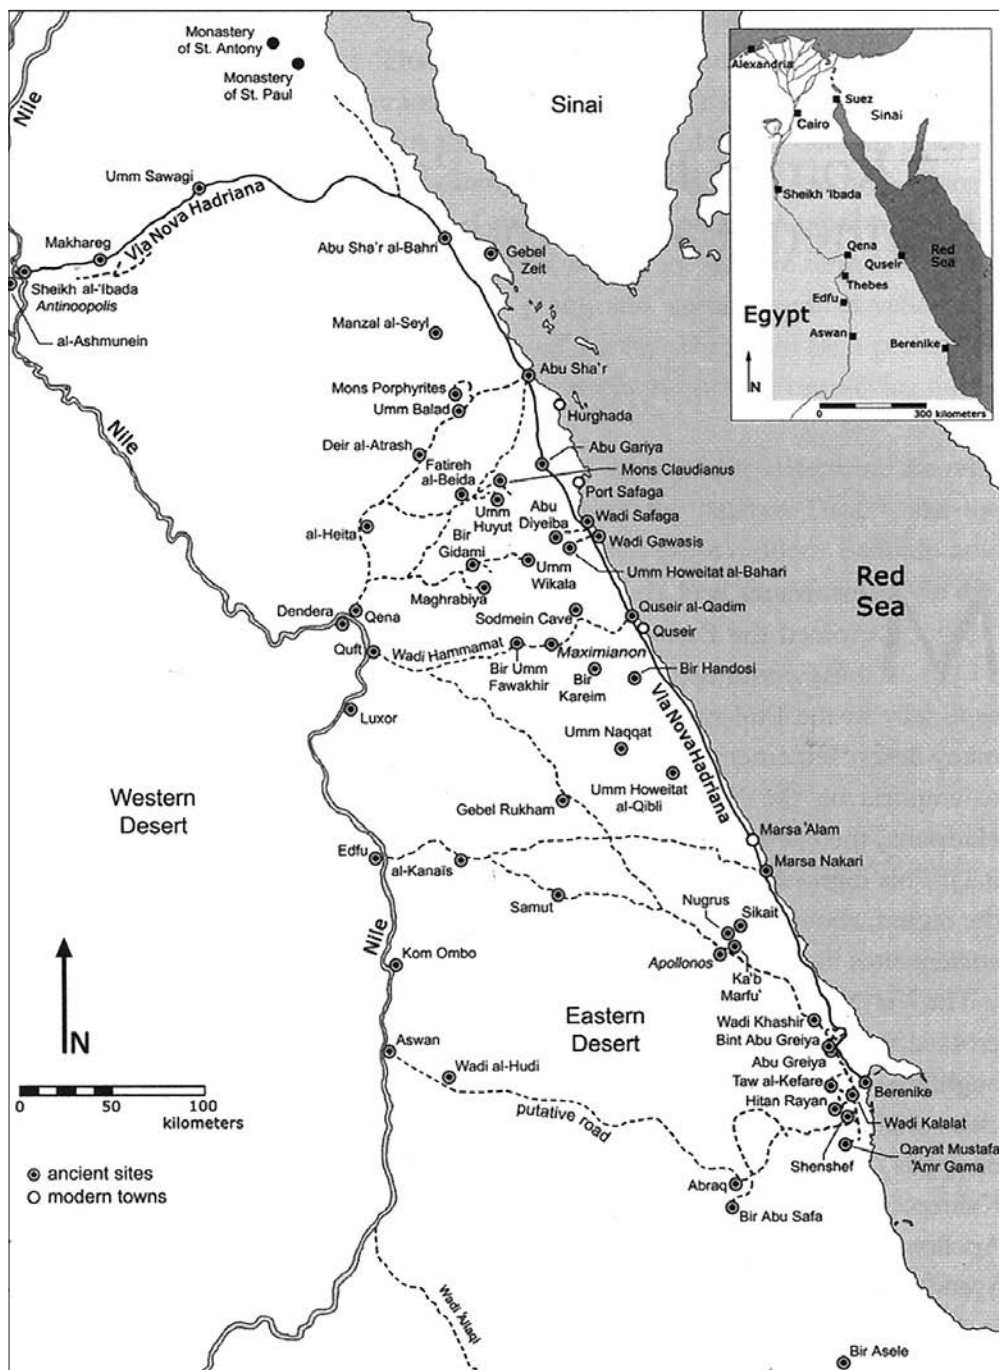 Monastery
of St. Antony
Monastery
of St. Paul
Nile
Sinai
Alexandria
Suez
Sinai
Cairo
Sheikh 'Ibada
Qena
Quseir
Red
Sea
Thebes
Edfu
Egypt
Aswan
Berenike
N
0
300
kilometers
Umm Sawagi
Via Nova Hadriana
Makhareg
Sheikh al-'Ibada
Antinoopolis
al-Ashmunein
Abu Sha'r al-Bahri
Gebel
Zeit
Manzal al-Seyl
Abu Sha'r
Mons Porphyrites
Umm Balad
Hurghada
Nile
Deir al-Atrash
Abu Gariya
Fatireh
al-Beida
Mons Claudianus
Port Safaga
Umm
Huyut
Abu
Diyeiba
Wadi Safaga
al-Heita
Bir
Gidami
Wadi Gawasis
Umm
Wikala
Umm Howeitat al-Bahari
Maghrabiya
Red
Sea
Dendera
Qena
Sodmein Cave
Quseir al-Qadim
Quseir
Quft
Wadi Hammamat
Maximianon
Bir Umm
Fawakhir
Bir
Kareim
Bir Handosi
Luxor
Via Nova Hadriana
Umm Naqqat
Umm Howeitat
al-Qibli
Western
Desert
Gebel Rukham
Marsa 'Alam
Edfu
al-Kanaïs
Marsa Nakari
Samut
Nugrus
Sikait
Nile
Kom Ombo
Apollonos
Ka'b
Marfu'
N
Eastern
Desert
Wadi Khashir
Bint Abu Greiya
Aswan
Abu Greiya
Wadi al-Hudi
Taw al-Kefare
Berenike
Hitan Rayan
Wadi Kalalat
0
50
100
kilometers
putative road
Qaryat Mustafa
'Amr Gama
Shenshef
ancient sites
modern towns
Abraq
Bir Abu Safa
Wadi 'Allaqi
Bir Asele